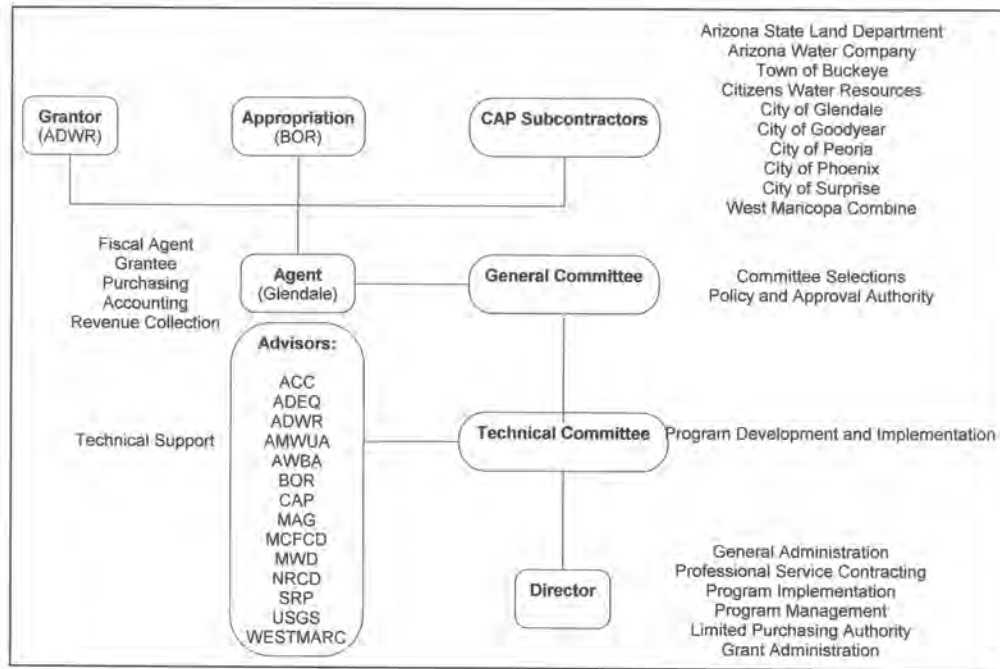 Arizona State Land Department
Arizona Water Company
Town of Buckeye
Citizens Water Resources
City of Glendale
City of Goodyear
City of Peoria
City of Phoenix
City of Surprise
West Maricopa Combine
Grantor
(ADWR)
Appropriation
(BOR)
CAP Subcontractors
Fiscal Agent
Grantee
Purchasing
Accounting
Revenue Collection
Agent
(Glendale)
General Committee
Committee Selections
Policy and Approval Authority
Advisors:
ACC
ADEQ
ADWR
AMWUA
AWBA
BOR
CAP
MAG
MCFCD
MWD
NRCD
SRP
USGS
WESTMARC
Technical Support
Technical Committee
Program Development and Implementation
Director
General Administration
Professional Service Contracting
Program Implementation
Program Management
Limited Purchasing Authority
Grant Administration